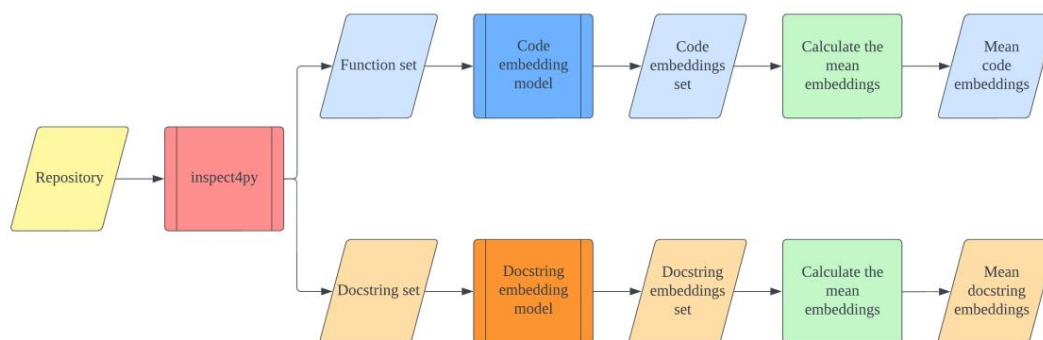 Repository
inspect4py
Function set
Code
embedding
model
Code
embeddings
set
Calculate the
mean
embeddings
Mean
code
embeddings
Docstring set
Docstring
embedding
model
Docstring
embeddings
set
Calculate the
mean
embeddings
Mean
docstring
embeddings